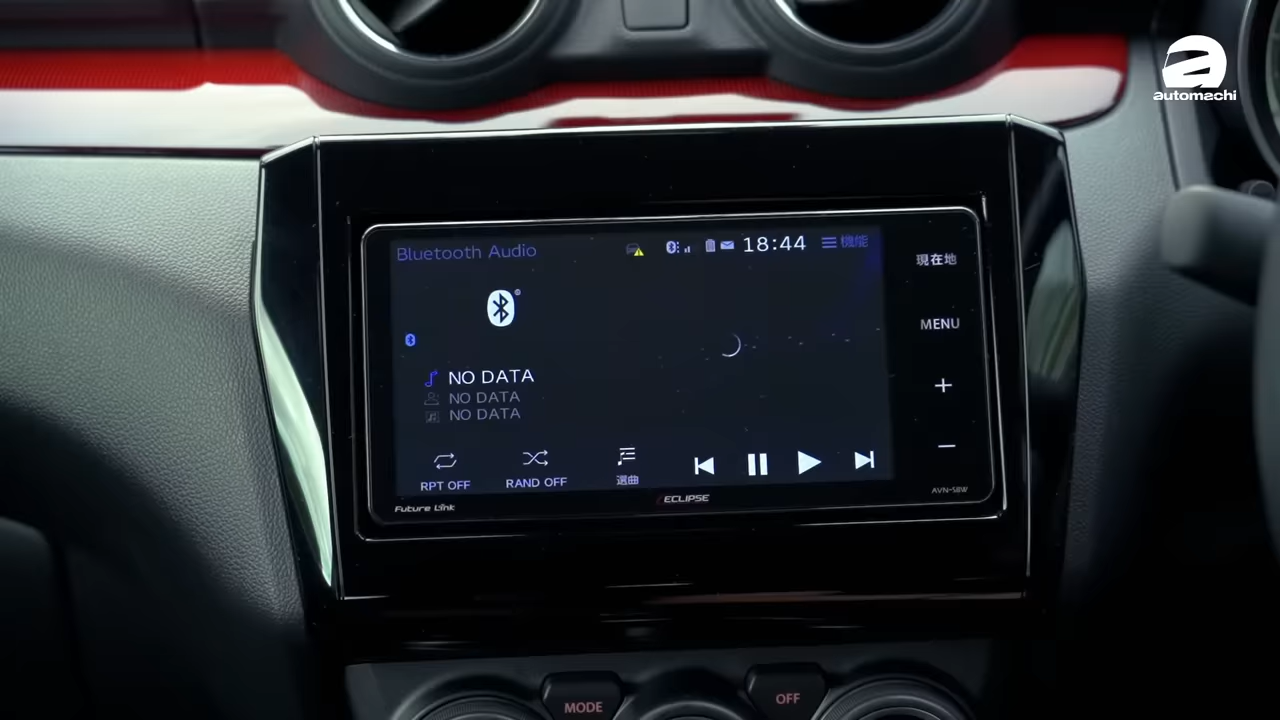 automachi
Bluetooth Audio
18:44
機能
現在地
MENU
+
NO DATA
NO DATA
NO DATA
−
RPT OFF
RAND OFF
選曲
Future Link
ECLIPSE
AVN-S8W
MODE
OFF